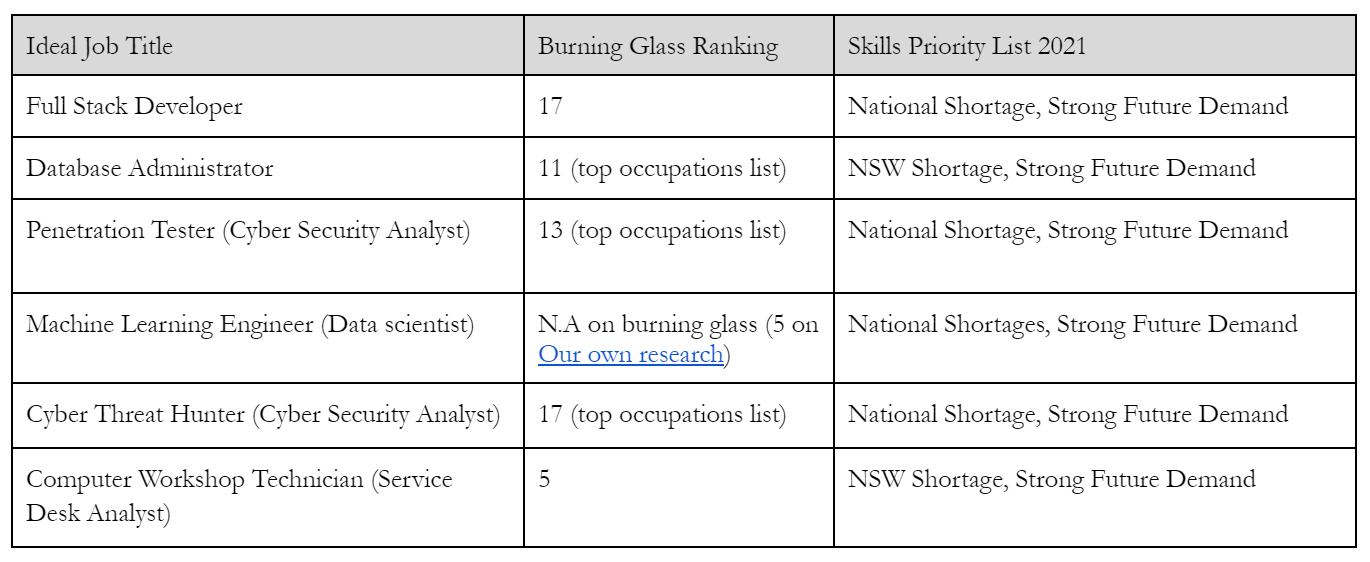 Ideal Job Title
Burning Glass Ranking
Skills Priority List 2021
Full Stack Developer
17
National Shortage, Strong Future Demand
Database Administrator
11 (top occupations list)
NSW Shortage, Strong Future Demand
Penetration Tester (Cyber Security Analyst)
13 (top occupations list)
National Shortage, Strong Future Demand
Machine Learning Engineer (Data scientist)
N.A on burning glass (5 on
Our own research)
National Shortages, Strong Future Demand
Cyber Threat Hunter (Cyber Security Analyst)
17 (top occupations list)
National Shortage, Strong Future Demand
Computer Workshop Technician (Service
Desk Analyst)
5
NSW Shortage, Strong Future Demand